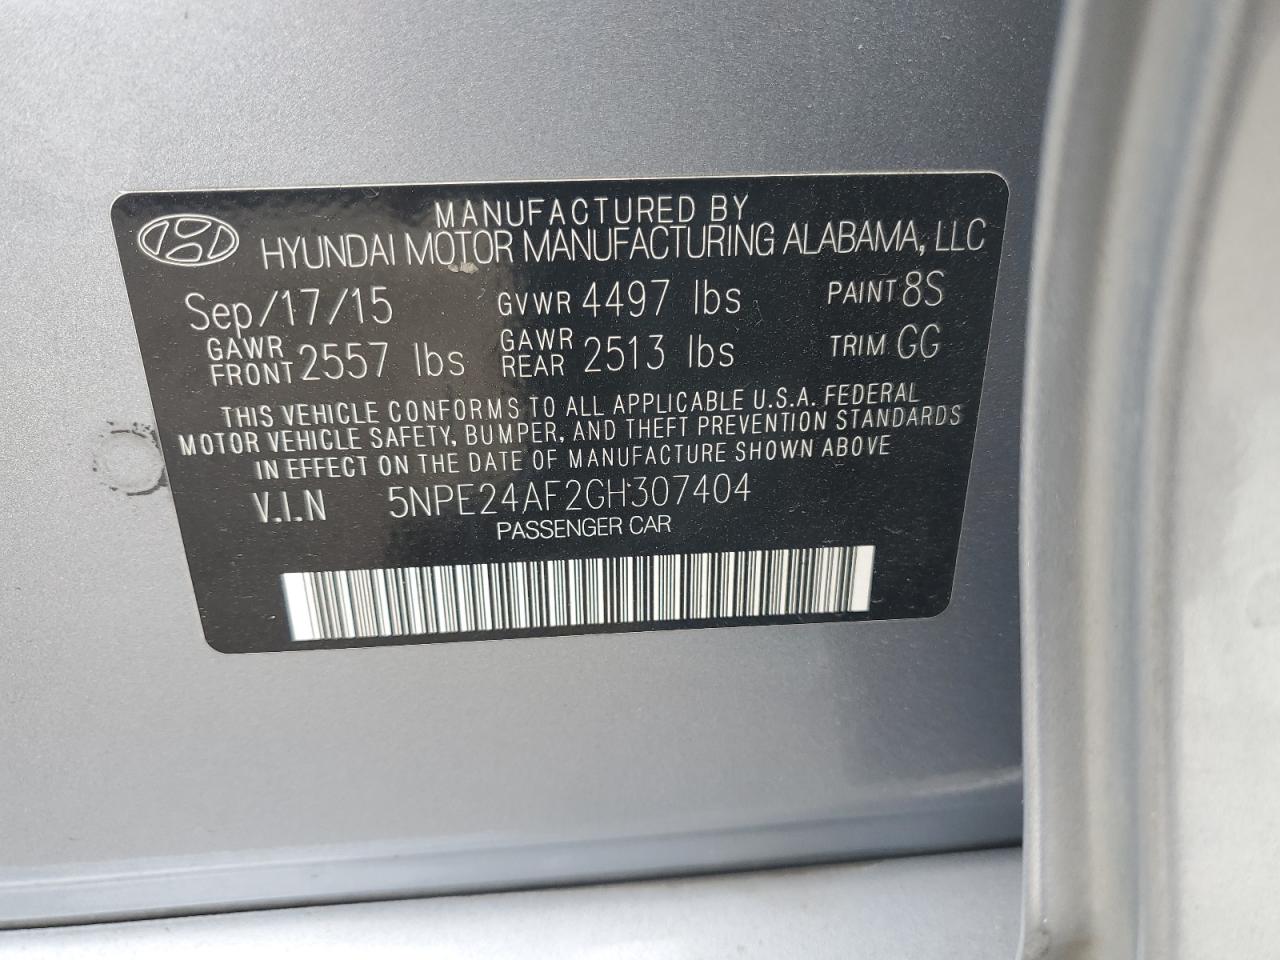 MANUFACTURED BY
HYUNDAI MOTOR MANUFACTURING ALABAMA, LLC
Sep/17/15 GVWR 4497 lbs PAINT 8S
GAWR FRONT 2557 lbs GAWR REAR 2513 lbs TRIM GG
THIS VEHICLE CONFORMS TO ALL APPLICABLE U.S.A. FEDERAL
MOTOR VEHICLE SAFETY, BUMPER, AND THEFT PREVENTION STANDARDS
IN EFFECT ON THE DATE OF MANUFACTURE SHOWN ABOVE
V.I.N 5NPE24AF2GH307404
PASSENGER CAR